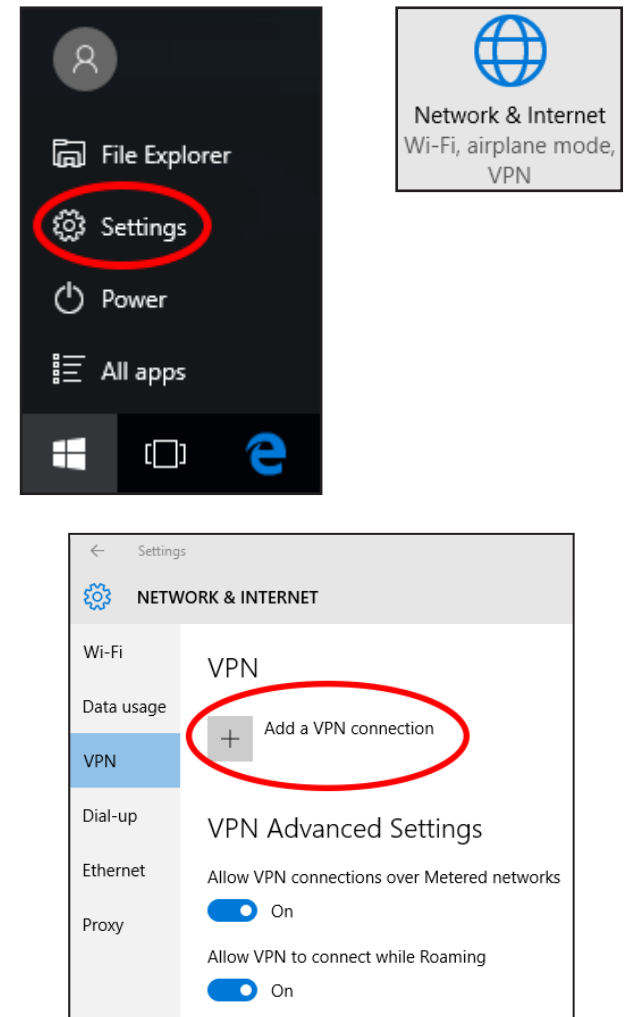 File Explorer
Settings
Power
All apps
Network & Internet
Wi-Fi, airplane mode,
VPN
Settings
NETWORK & INTERNET
Wi-Fi
Data usage
VPN
Dial-up
Ethernet
Proxy
VPN
Add a VPN connection
VPN Advanced Settings
Allow VPN connections over Metered networks
On
Allow VPN to connect while Roaming
On